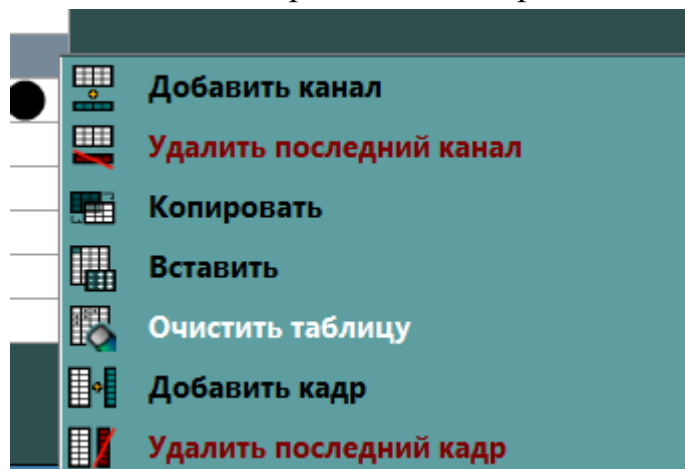 Добавить канал
Удалить последний канал
Копировать
Вставить
Очистить таблицу
Добавить кадр
Удалить последний кадр